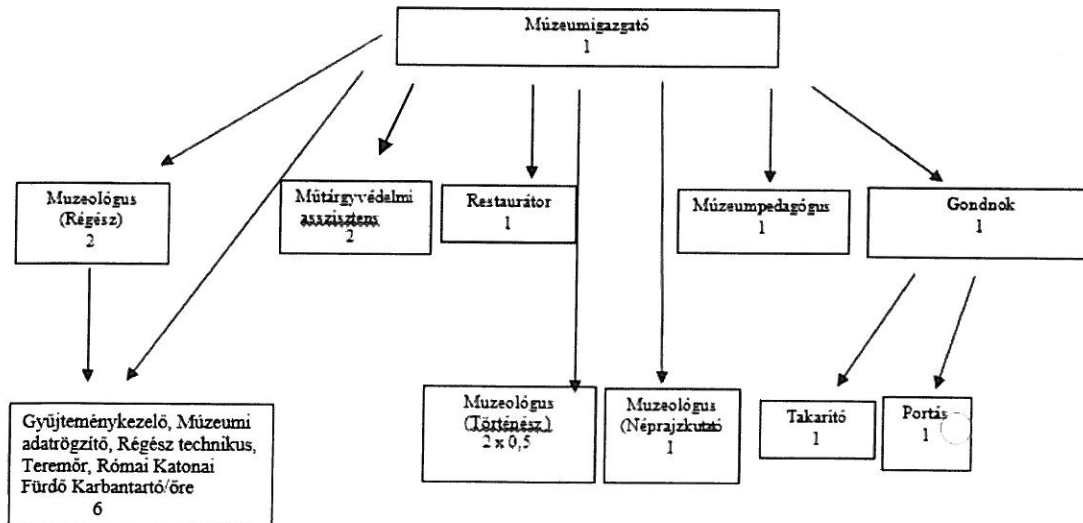 Múzeumigazgató
1
Muzeológus
(Régész)
2
Műtárgyvédelmi
asszisztens
2
Restaurátor
1
Múzeumpedagógus
1
Gondnok
1
Gyűjteménykezelő, Múzeumi
adatrögzítő, Régész technikus,
Teremőr, Római Katonai
Fürdő Karbantartó/őre
6
Muzeológus
(Történész )
2 x 0,5
Muzeológus
(Néprajzkutató
1
Takarító
1
Portás
1